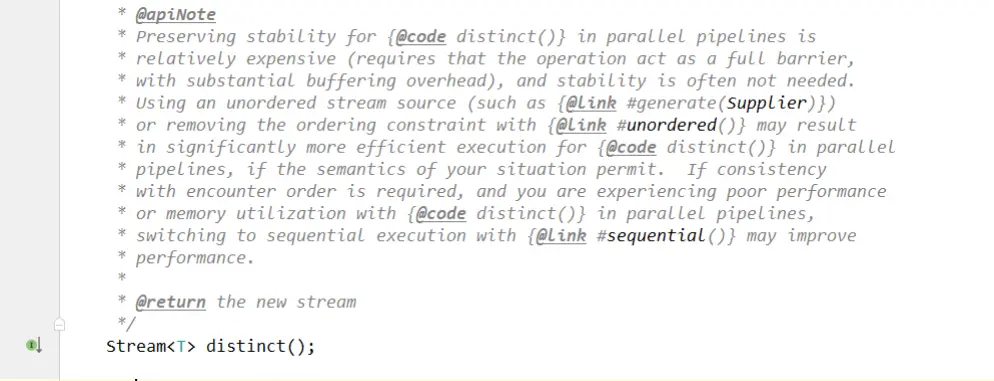 * @apiNote
* Preserving stability for {@code distinct()} in parallel pipelines is
* relatively expensive (requires that the operation act as a full barrier,
* with substantial buffering overhead), and stability is often not needed.
* Using an unordered stream source (such as {@link #generate(Supplier)})
* or removing the ordering constraint with {@link #unordered()} may result
* in significantly more efficient execution for {@code distinct()} in parallel
* pipelines, if the semantics of your situation permit.  If consistency
* with encounter order is required, and you are experiencing poor performance
* or memory utilization with {@code distinct()} in parallel pipelines,
* switching to sequential execution with {@link #sequential()} may improve
* performance.
*
* @return the new stream
*/
Stream<T> distinct();